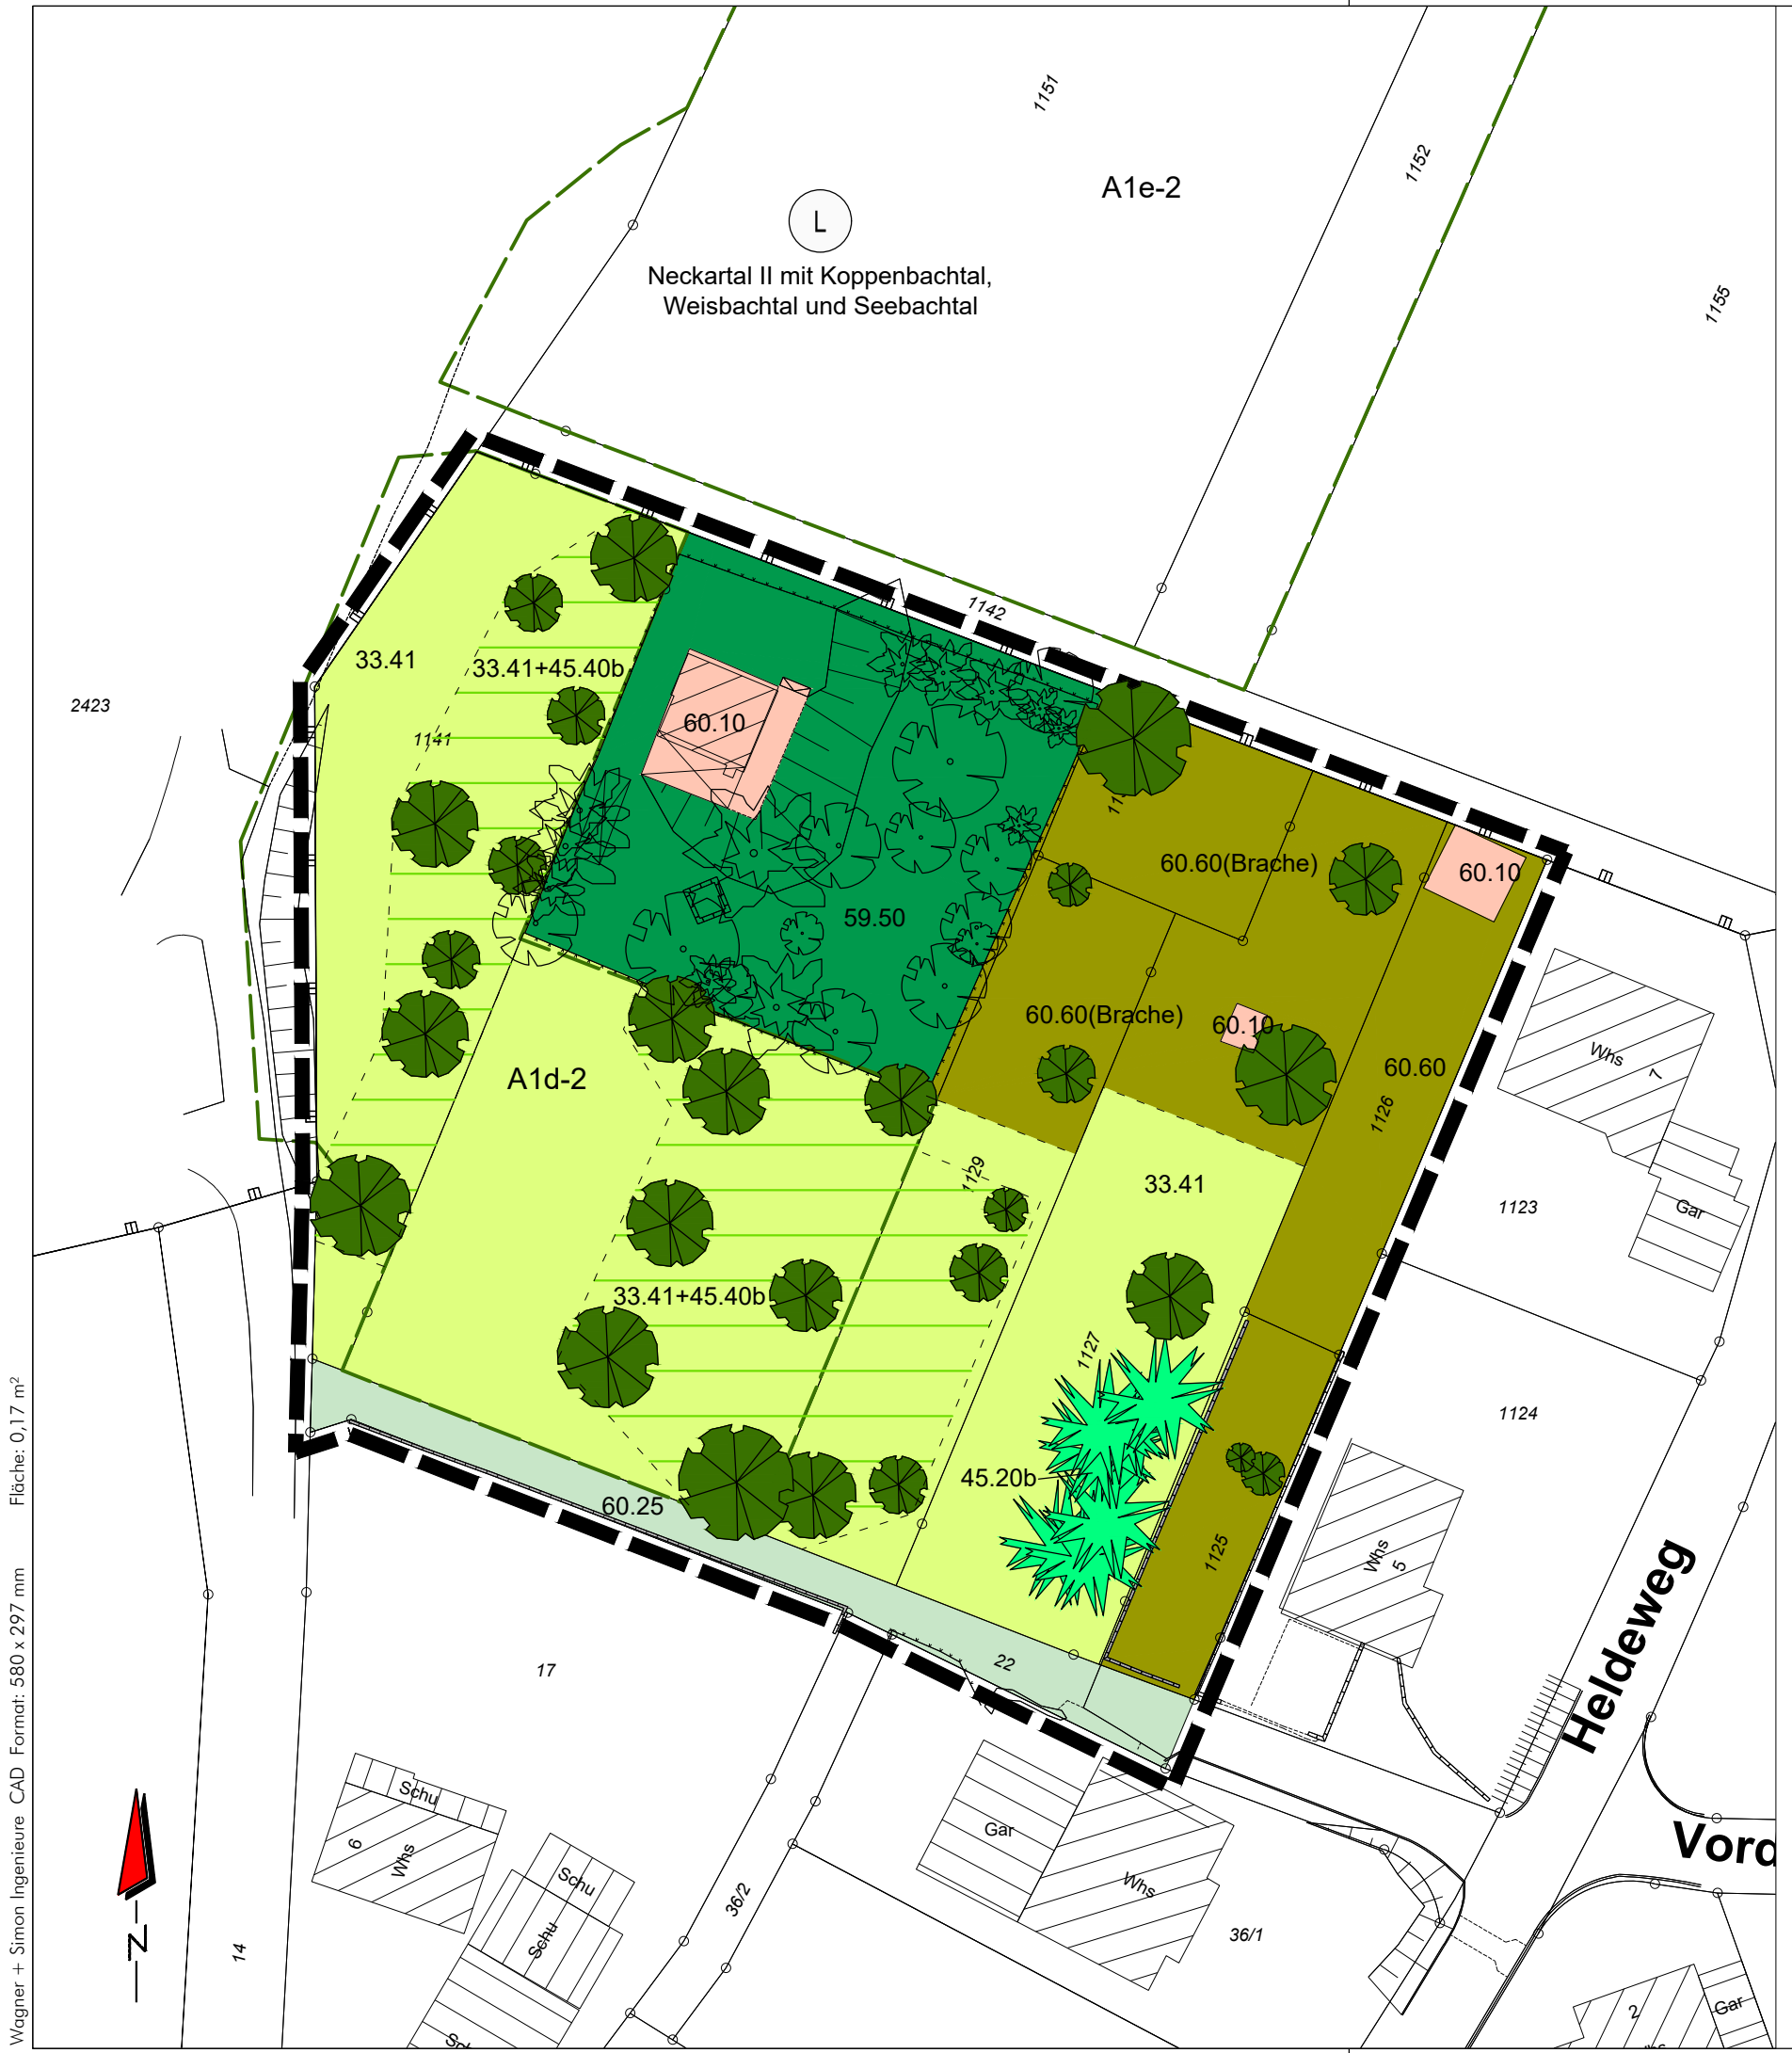 1151
1152
A1e-2
L
Neckartal II mit Koppenbachtal,
Weisbachtal und Seebachtal
1155
1142
33.41
33.41+45.40b
2423
1141
60.10
60.60(Brache)
60.10
59.50
60.60(Brache)
60.10
60.60
Whs
7
A1d-2
1126
1129
33.41
1123
Gar
33.41+45.40b
1127
1124
45.20b
60.25
1125
Whs
5
Heldeweg
17
22
Schu
6
Whs
Schu
Schu
Gar
Whs
36/2
36/1
Vord
14
N
2
Gar
Wagner + Simon Ingenieure CAD Format: 580 x 297 mm Fläche: 0,17 m²